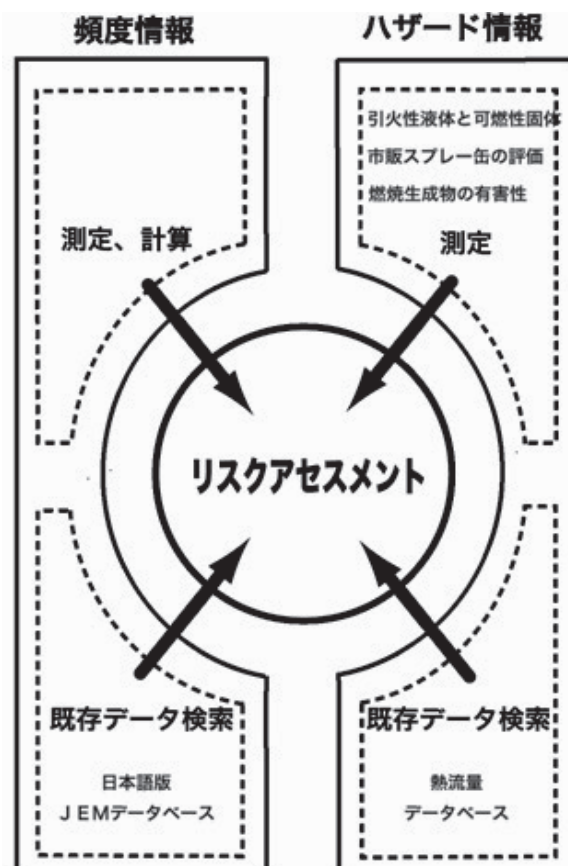 頻度情報
ハザード情報
引火性液体と可燃性固体
市販スプレー缶の評価
燃焼生成物の有害性
測定、計算
測定
リスクアセスメント
既存データ検索
日本語版
JEMデータベース
既存データ検索
熱流量
データベース